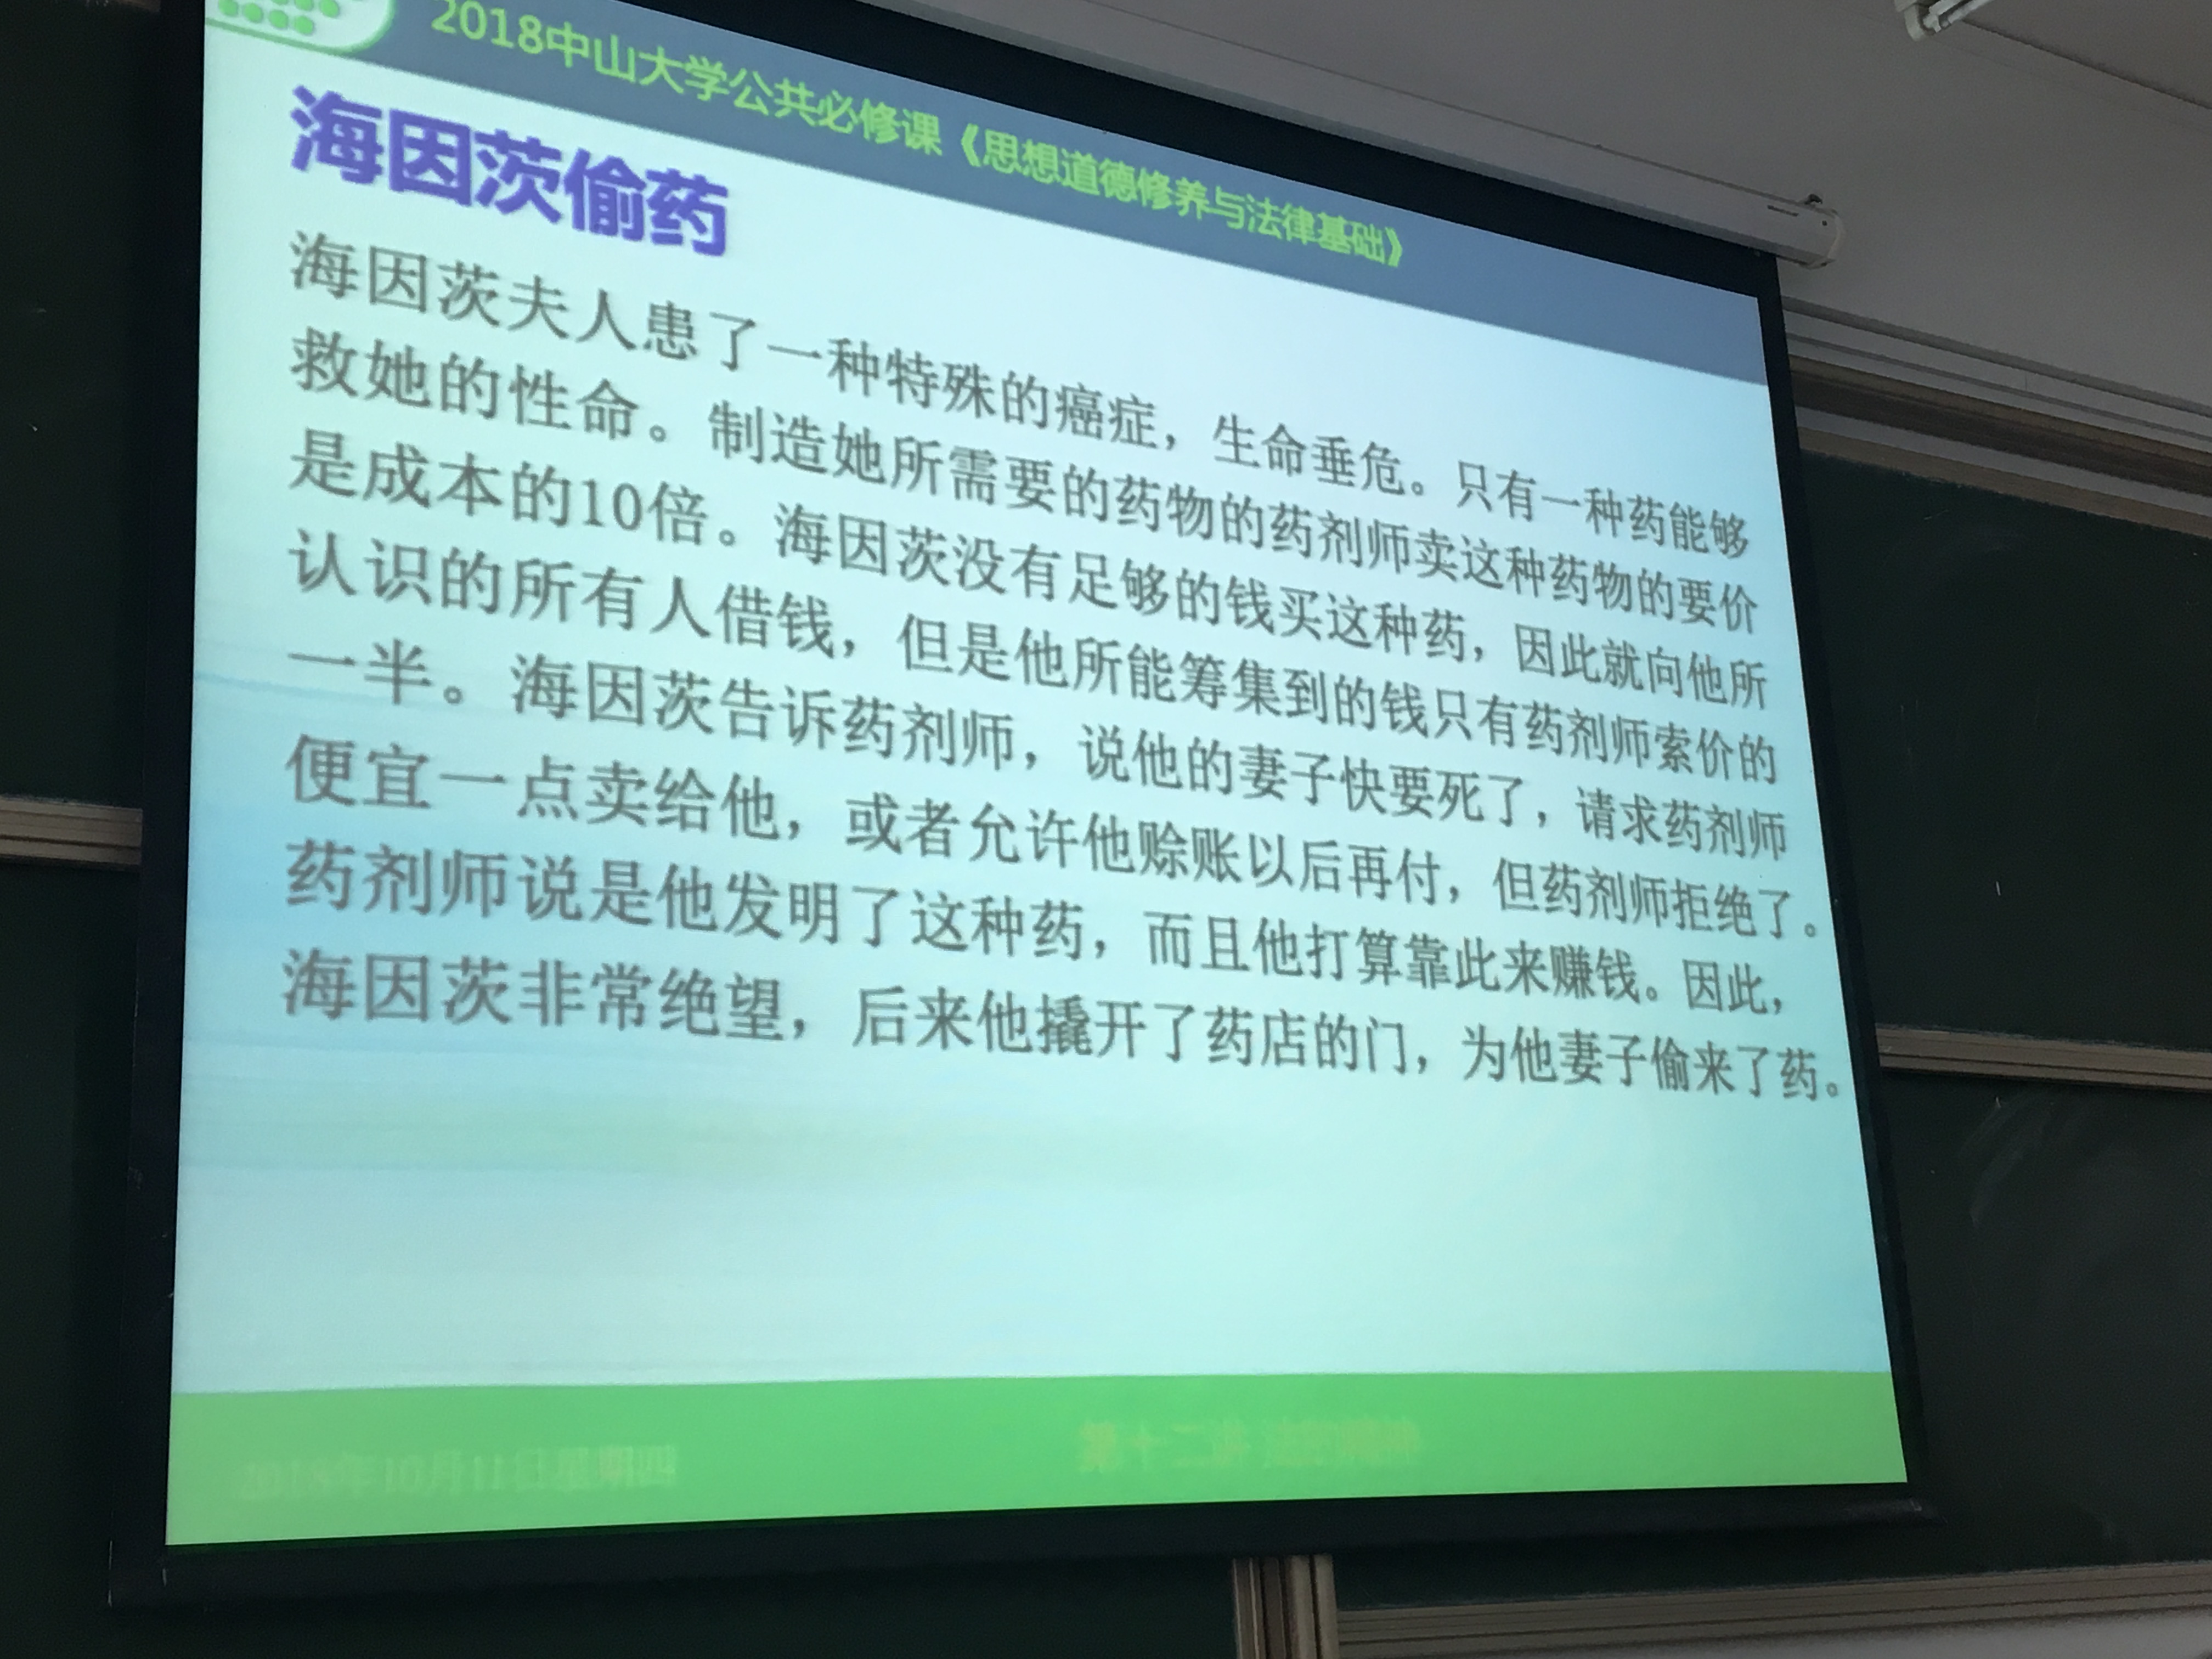 2018中山大学公共必修课《思想道德修养与法律基础》
海因茨偷药
海因茨夫人患了一种特殊的癌症，生命垂危。只有一种药能够
救她的性命。制造她所需要的药物的药剂师卖这种药物的要价
是成本的10倍。海因茨没有足够的钱买这种药，因此就向他所
认识的所有人借钱，但是他所能筹集到的钱只有药剂师索价的
一半。海因茨告诉药剂师，说他的妻子快要死了，请求药剂师
便宜一点卖给他，或者允许他赊账以后再付，但药剂师拒绝了。
药剂师说是他发明了这种药，而且他打算靠此来赚钱。因此，
海因茨非常绝望，后来他撬开了药店的门，为他妻子偷来了药。
2018年10月11日星期四